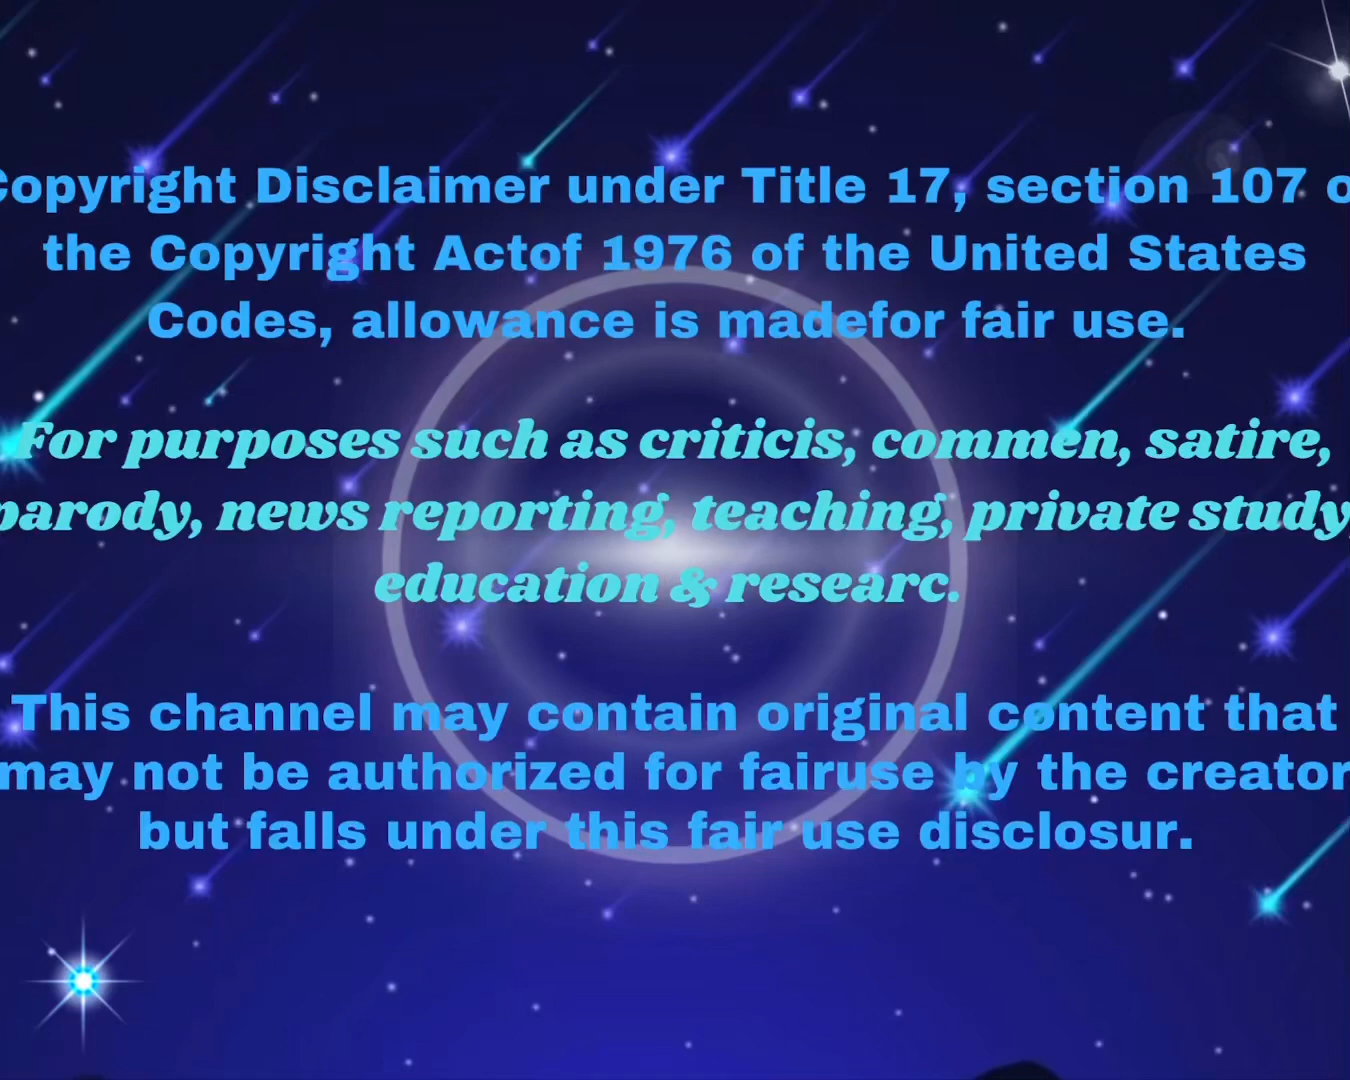 Copyright Disclaimer under Title 17, section 107 o
the Copyright Actof 1976 of the United States
Codes, allowance is madefor fair use.
For purposes such as criticis, commen, satire,
parody, news reporting, teaching, private study,
education & researc.
This channel may contain original content that
may not be authorized for fairuse by the creator
but falls under this fair use disclosur.